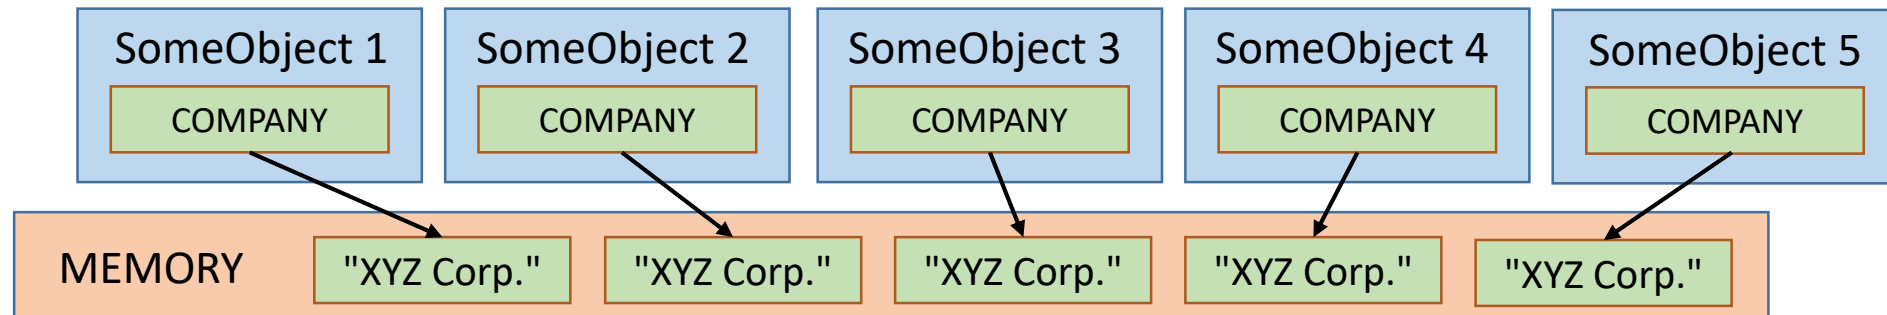 SomeObject 1
SomeObject 2
SomeObject 3
SomeObject 4
SomeObject 5
COMPANY
COMPANY
COMPANY
COMPANY
COMPANY
MEMORY
"XYZ Corp."
"XYZ Corp."
"XYZ Corp."
"XYZ Corp."
"XYZ Corp."